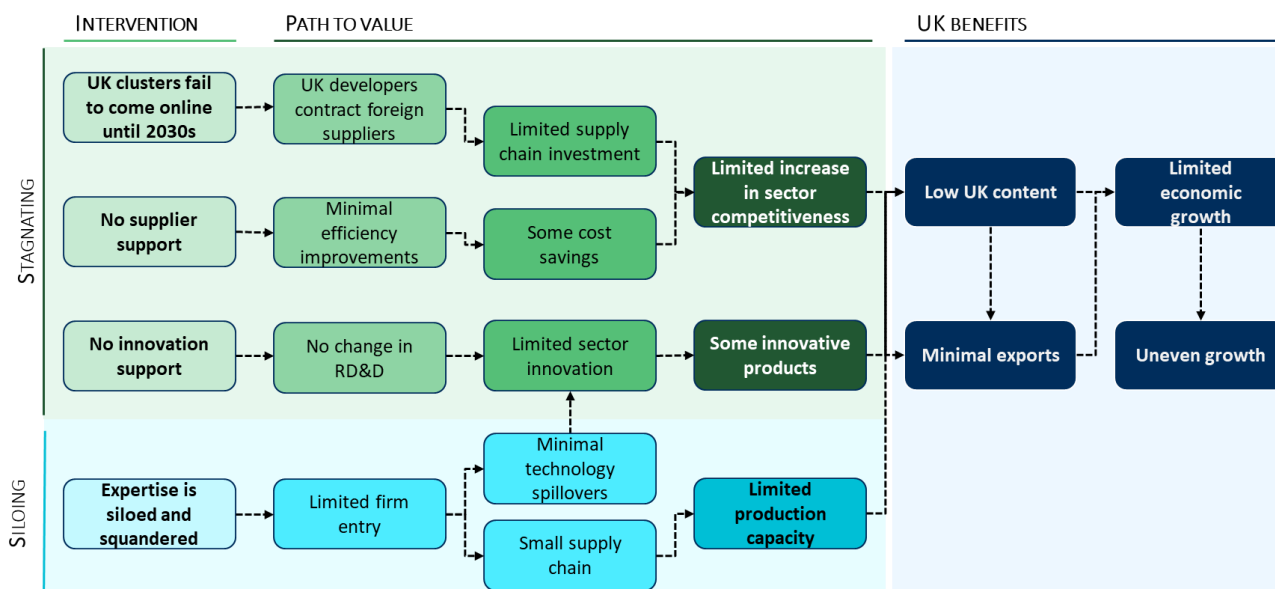 INTERVENTION
PATH TO VALUE
UK BENEFITS
STAGNATING
UK clusters fail
to come online
until 2030s
UK developers
contract foreign
suppliers
Limited supply
chain investment
Limited increase
in sector
competitiveness
Low UK content
Limited
economic
growth
No supplier
support
Minimal
efficiency
improvements
Some cost
savings
No innovation
support
No change in
RD&D
Limited sector
innovation
Some innovative
products
Minimal exports
Uneven growth
SILOING
Expertise is
siloed and
squandered
Limited firm
entry
Minimal
technology
spillovers
Small supply
chain
Limited
production
capacity